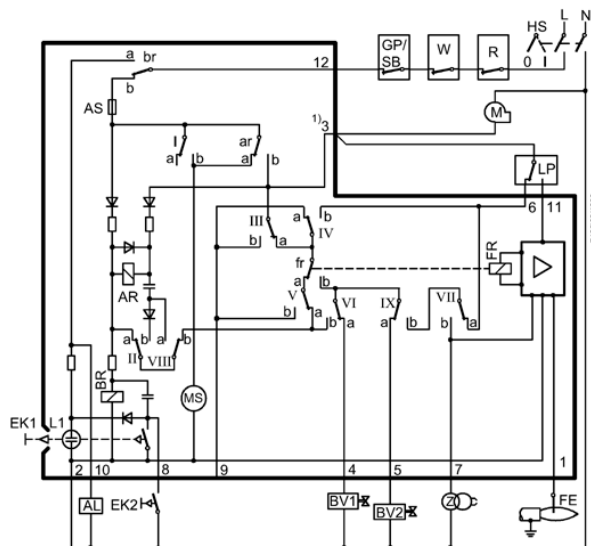 HS L N
GP/
SB
W
R
0 I
a br
b
12
AS
M
1) 3
I
ar
a b
a b
LP
6 11
III
a b
IV
b a
fr
a
FR
AR
V
b a
b
VI
a
IX
a b
VII
b a
a b
II
b a
VIII
BR
MS
EK1 L1
2 10 8 9 4 5 7 1
AL
EK2
BV1
BV2
Z
FE